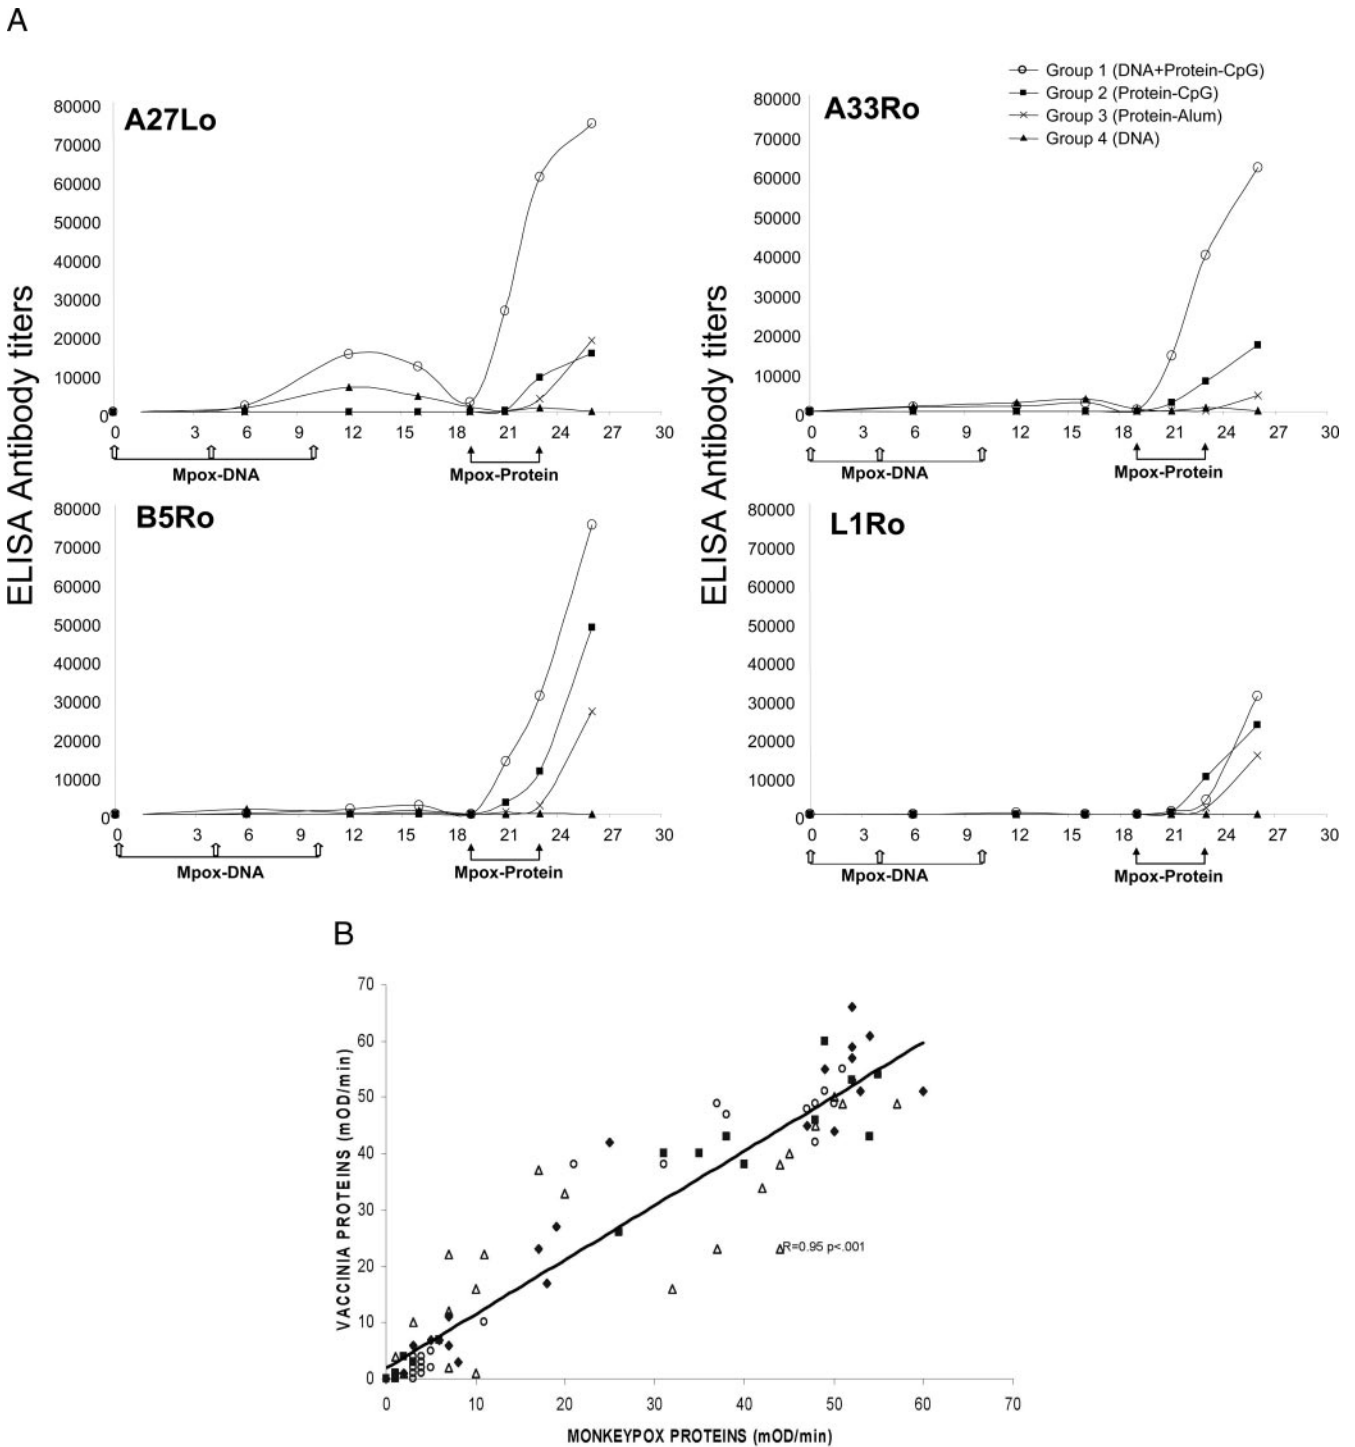 A
Group 1 (DNA+Protein-CpG)
Group 2 (Protein-CpG)
Group 3 (Protein-Alum)
Group 4 (DNA)
ELISA Antibody titers
A27Lo
80000
70000
60000
50000
40000
30000
20000
10000
0
0 3 6 9 12 15 18 21 24 27 30
Mpox-DNA
Mpox-Protein
ELISA Antibody titers
A33Ro
80000
70000
60000
50000
40000
30000
20000
10000
0
0 3 6 9 12 15 18 21 24 27 30
Mpox-DNA
Mpox-Protein
B5Ro
80000
70000
60000
50000
40000
30000
20000
10000
0
0 3 6 9 12 15 18 21 24 27 30
Mpox-DNA
Mpox-Protein
L1Ro
80000
70000
60000
50000
40000
30000
20000
10000
0
0 3 6 9 12 15 18 21 24 27 30
Mpox-DNA
Mpox-Protein
B
VACCINIA PROTEINS (mOD/min)
70
60
50
40
30
20
10
0
R=0.95 p<.001
0 10 20 30 40 50 60 70
MONKEYPOX PROTEINS (mOD/min)